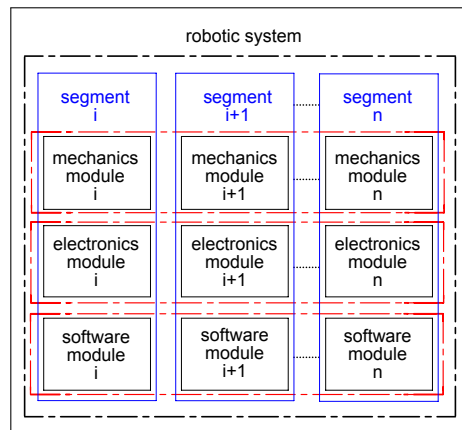 robotic system
segment
i
segment
i+1
segment
n
mechanics
module
i
mechanics
module
i+1
mechanics
module
n
electronics
module
i
electronics
module
i+1
electronics
module
n
software
module
i
software
module
i+1
software
module
n